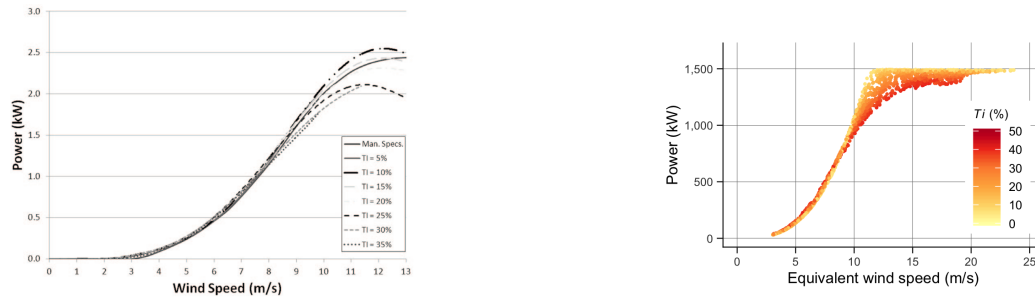 3.0
2.5
2.0
1.5
1.0
0.5
0.0
Power (kW)
0 1 2 3 4 5 6 7 8 9 10 11 12 13
Wind Speed (m/s)
Man. Specs.
TI = 5%
TI = 10%
TI = 15%
TI = 20%
TI = 25%
TI = 30%
TI = 35%
1,500
1,000
500
0
Power (kW)
0 5 10 15 20 25
Equivalent wind speed (m/s)
Ti (%)
50
40
30
20
10
0